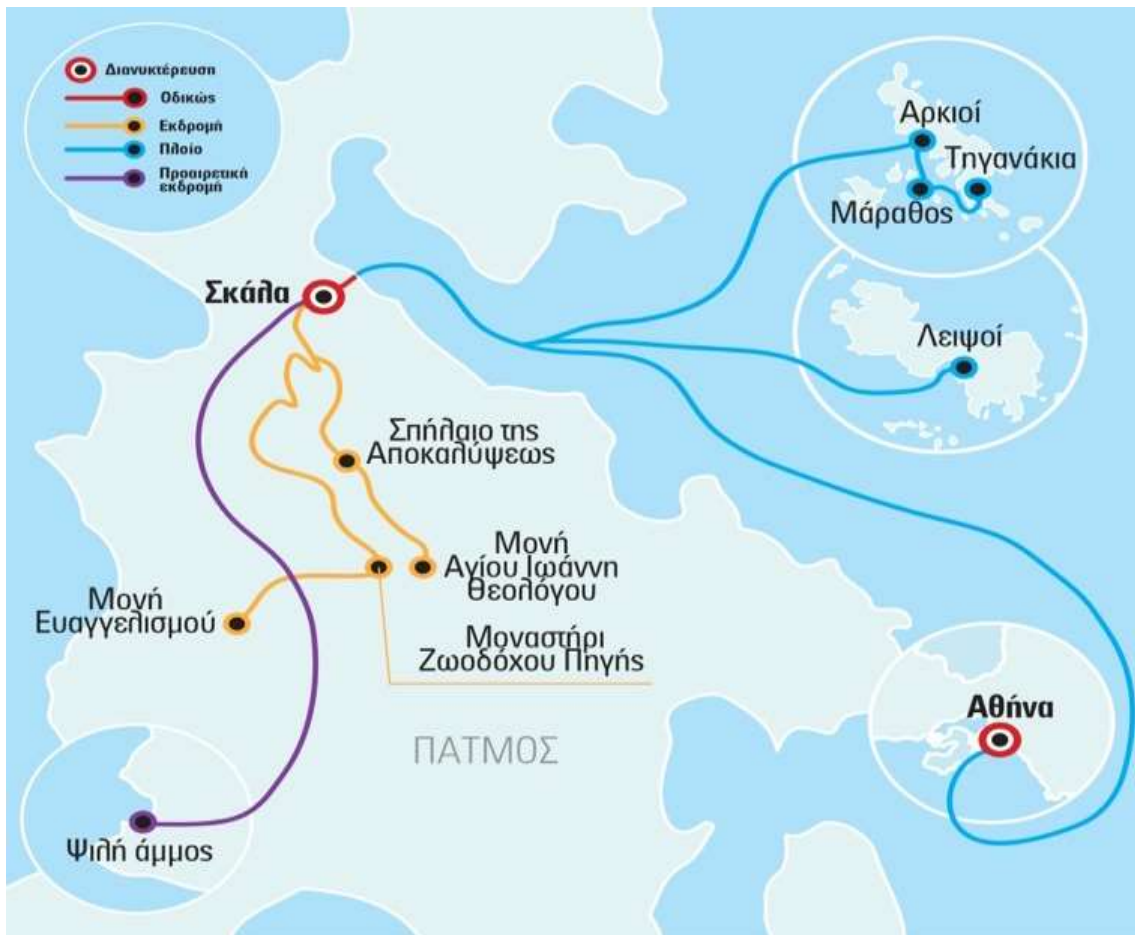 Διανυκτέρευση
Οδικώς
Εκδρομή
Πλοίο
Προαιρετική
εκδρομή
Αρκιοί
Τηγανάκια
Μάραθος
Σκάλα
Λειψοί
Σπήλαιο της
Αποκαλύψεως
Μονή
Αγίου Ιωάννη
Θεολόγου
Μονή
Ευαγγελισμού
Μοναστήρι
Ζωοδόχου Πηγής
Αθήνα
ΠΑΤΜΟΣ
Ψιλή άμμος